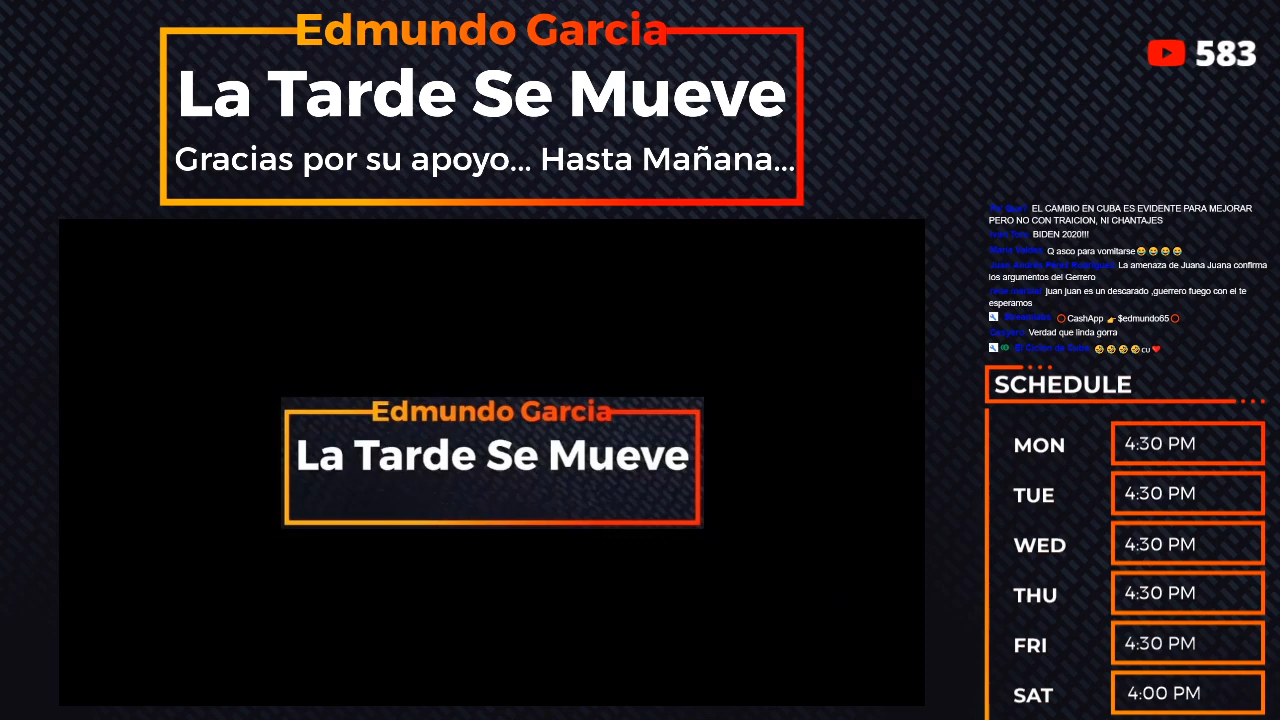 Edmundo Garcia
La Tarde Se Mueve
Gracias por su apoyo... Hasta Mañana...
583
EL CAMBIO EN CUBA ES EVIDENTE PARA MEJORAR
PERO NO CON TRAICION, NI CHANTAJES
BIDEN 2020!!!
Q asco para vomitarse😂😂😂😂
La amenaza de Juana Juana confirma
los argumentos del Gerrero
juan juan es un descarado ,guerrero fuego con el te
esperamos
⭕CashApp 👉$edmundo65⭕
Verdad que linda gorra
🤣🤣🤣🤣cu❤️
Edmundo Garcia
La Tarde Se Mueve
SCHEDULE
MON 4:30 PM
TUE 4:30 PM
WED 4:30 PM
THU 4:30 PM
FRI 4:30 PM
SAT 4:00 PM